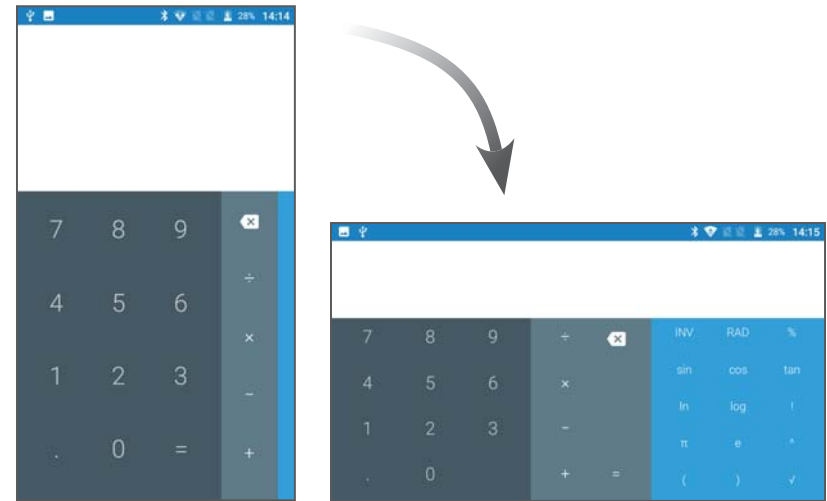 28% 14:14
7 8 9
÷
4 5 6
×
1 2 3
−
. 0 =
+
28% 14:15
7 8 9 ÷ INV RAD %
4 5 6 × sin cos tan
ln log !
1 2 3 − π e ^
. 0 + = ( ) √